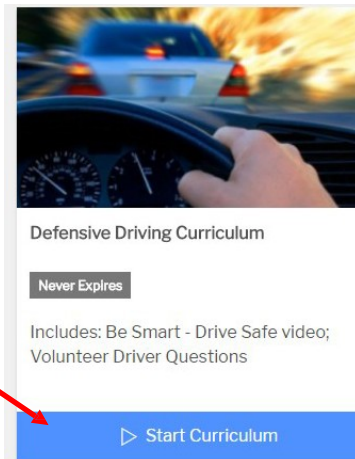 Defensive Driving Curriculum
Never Expires
Includes: Be Smart - Drive Safe video;
Volunteer Driver Questions
Start Curriculum